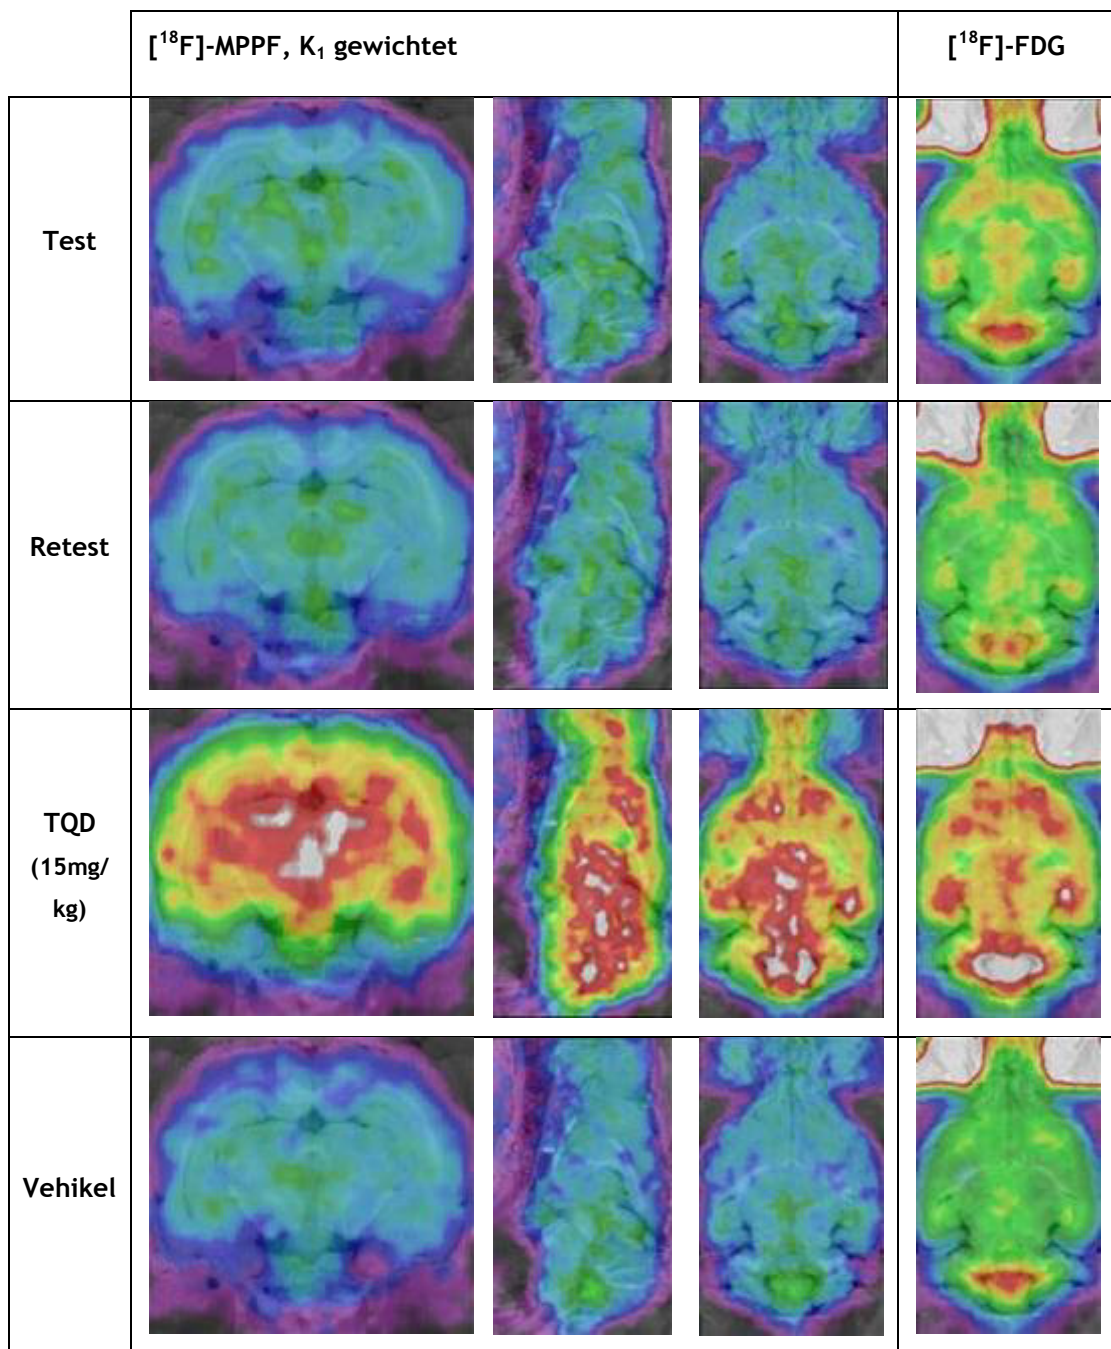 [¹⁸F]-MPPF, K₁ gewichtet
[¹⁸F]-FDG
Test
Retest
TQD
(15mg/
kg)
Vehikel